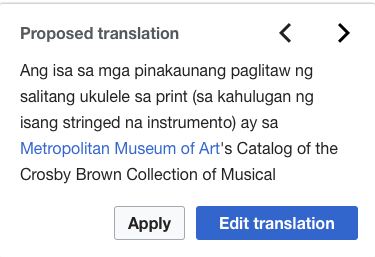 Proposed translation
Ang isa sa mga pinakaunang paglitaw ng
salitang ukulele sa print (sa kahulugan ng
isang stringed na instrumento) ay sa
Metropolitan Museum of Art's Catalog of the
Crosby Brown Collection of Musical
Apply
Edit translation